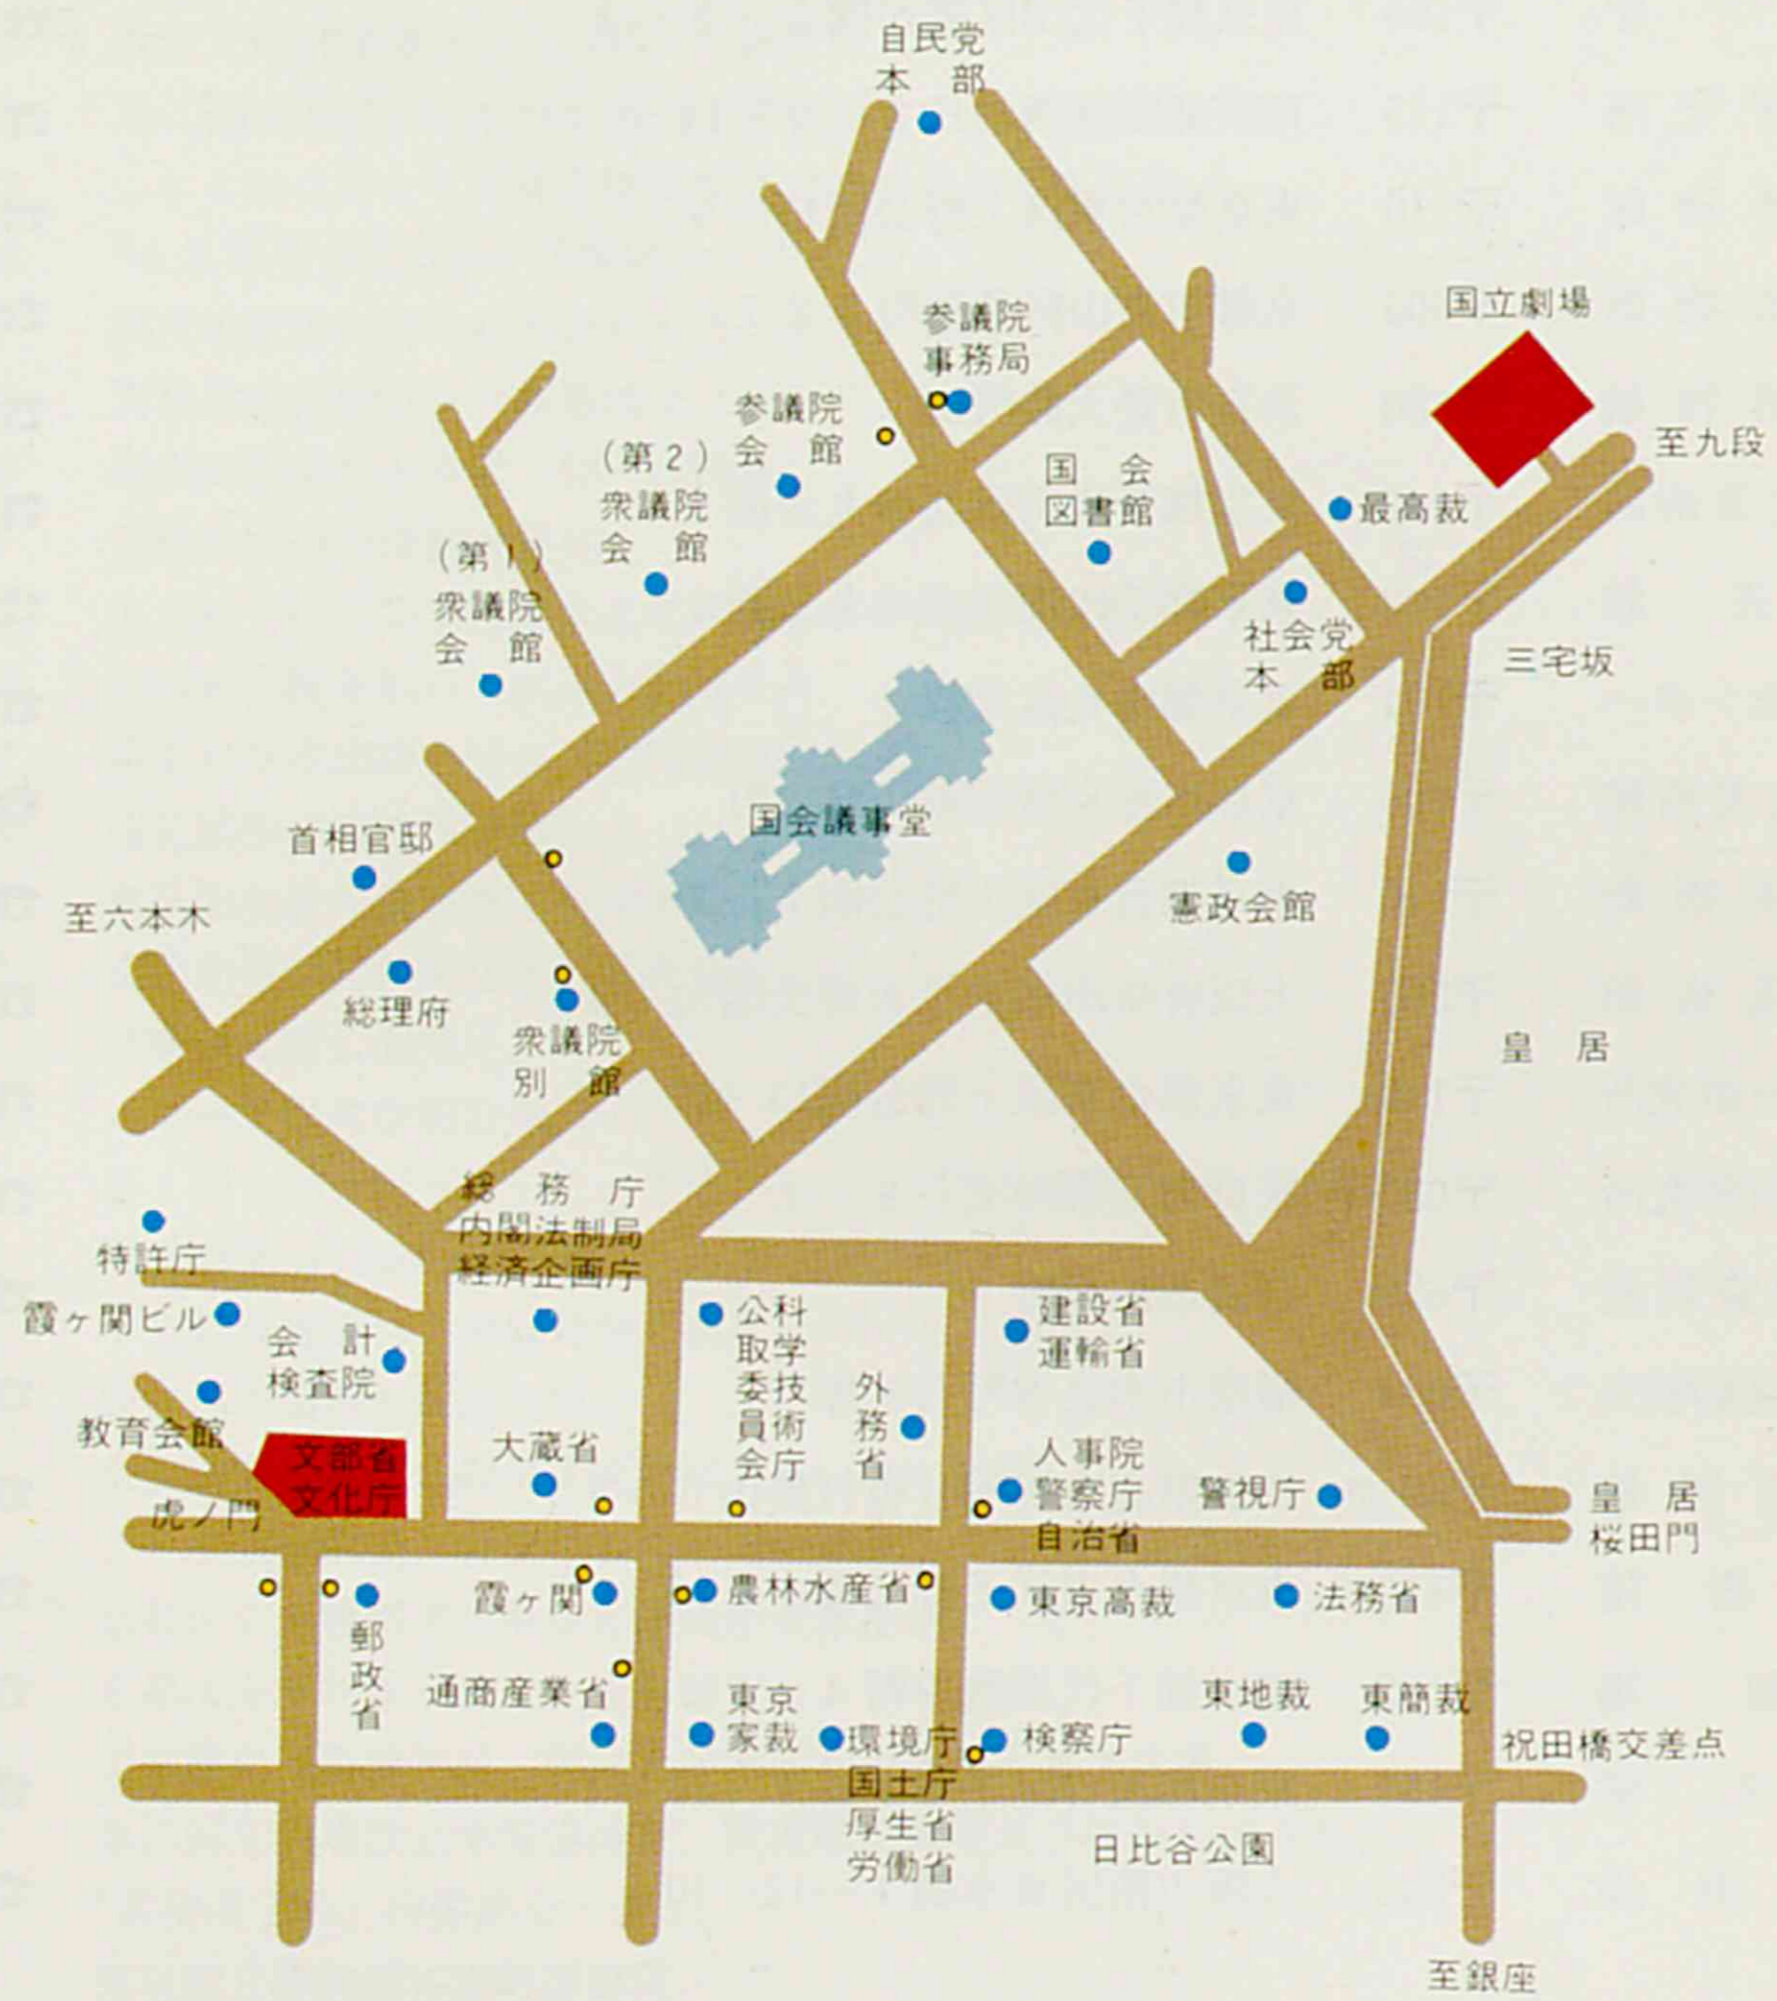 自民党
本　部
参議院
事務局
国立劇場
参議院
会　館
至九段
(第2)
衆議院
会　館
国　会
図書館
最高裁
(第1)
衆議院
会　館
社会党
本　部
三宅坂
国会議事堂
首相官邸
憲政会館
至六本木
総理府
衆議院
別　館
皇　居
総　務　庁
内閣法制局
経済企画庁
特許庁
霞ヶ関ビル
会　計
検査院
公科
取学
委技
員術
会庁
外
務
省
建設省
運輸省
教育会館
文部省
文化庁
大蔵省
人事院
警察庁
自治省
警視庁
皇　居
桜田門
虎ノ門
郵
政
省
霞ヶ関
農林水産省
東京高裁
法務省
通商産業省
東京
家裁
環境庁
国土庁
厚生省
労働省
検察庁
東地裁
東簡裁
祝田橋交差点
日比谷公園
至銀座